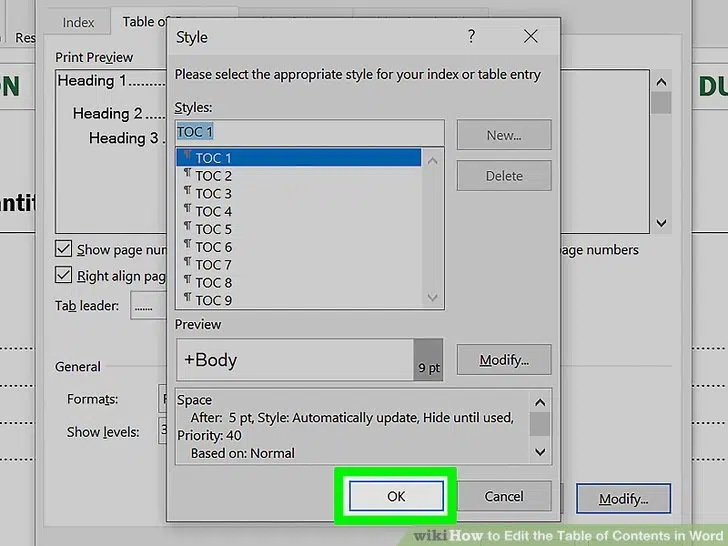 Index
Table of
Style
?
Res
Print Preview
Please select the appropriate style for your index or table entry
ON
DU
Heading 1..........
Styles:
TOC 1
New...
Heading 2 .....
Heading 3 .
¶ TOC 1
¶ TOC 2
Delete
¶ TOC 3
antit
¶ TOC 4
¶ TOC 5
Show page num
¶ TOC 6
age numbers
¶ TOC 7
Right align pag
¶ TOC 8
¶ TOC 9
Tab leader:
.......
Preview
+Body
9 pt
Modify...
General
Formats:
F
Space
After: 5 pt, Style: Automatically update, Hide until used,
Show levels:
3
Priority: 40
Based on: Normal
OK
Cancel
Modify...
wikiHow to Edit the Table of Contents in Word